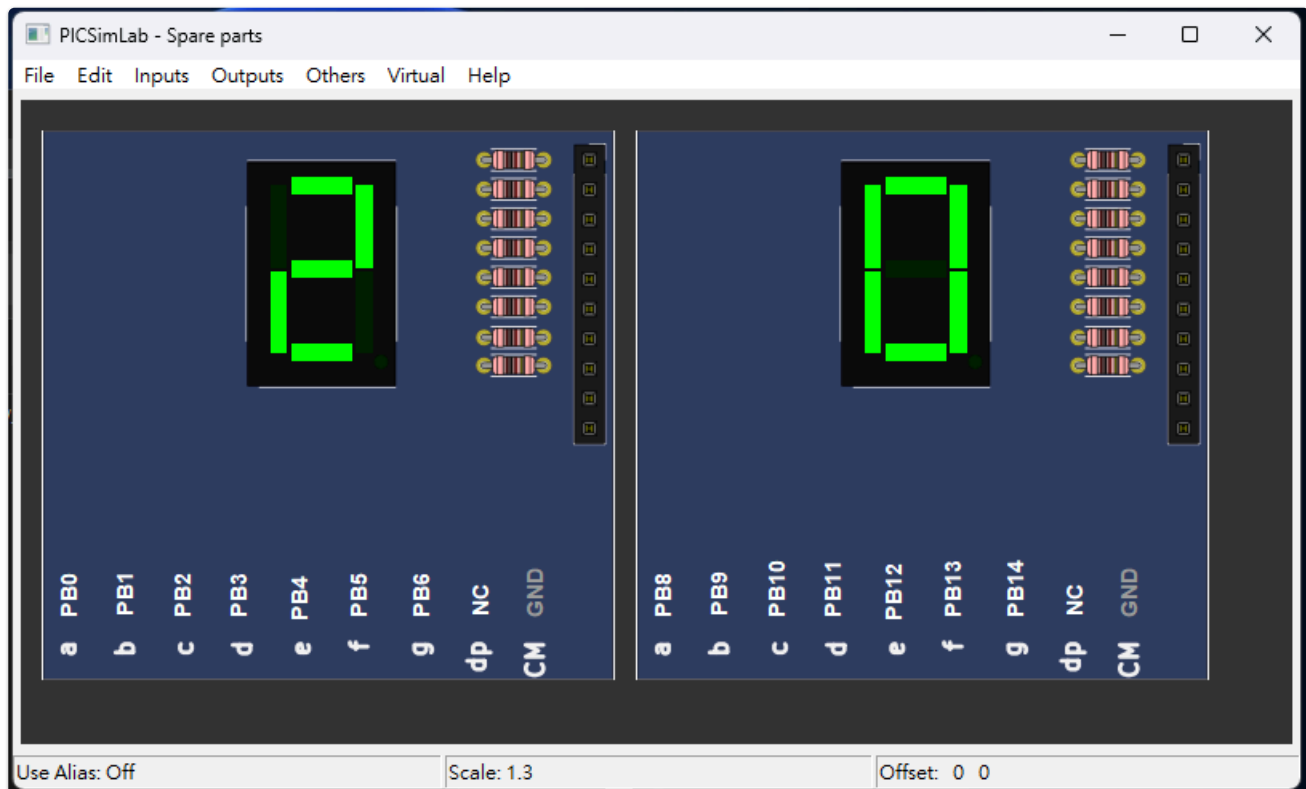 PICSimLab - Spare parts
File Edit Inputs Outputs Others Virtual Help
2 0
PB0 PB1 PB2 PB3 PB4 PB5 PB6 NC GND
a b c d e f g dp CM
PB8 PB9 PB10 PB11 PB12 PB13 PB14 NC GND
a b c d e f g dp CM
Use Alias: Off Scale: 1.3 Offset: 0 0